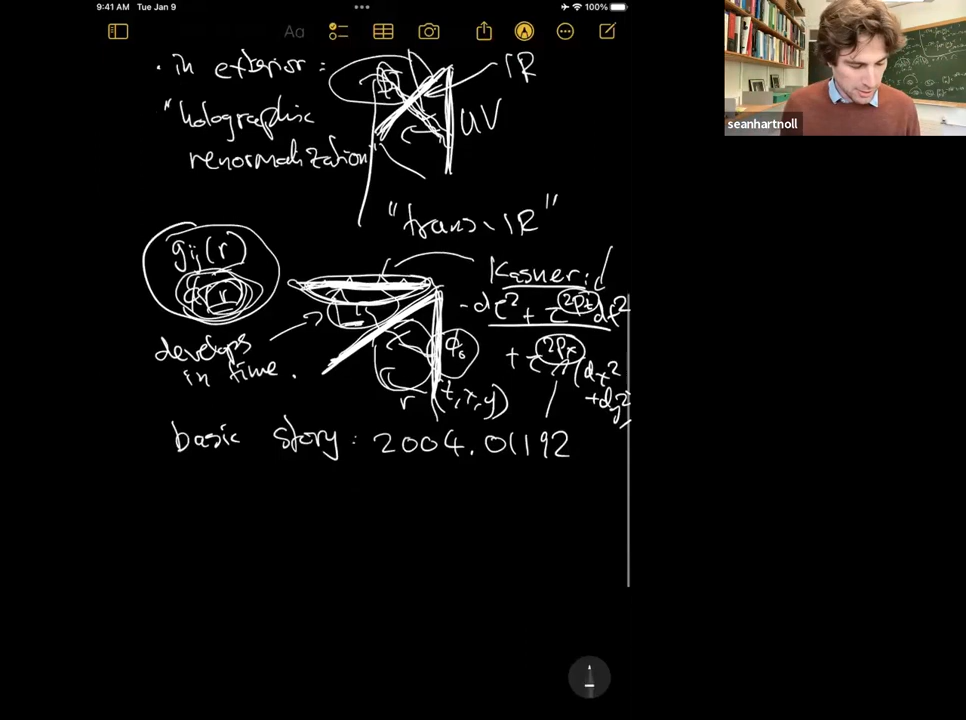 9:41 AM Tue Jan 9
100%
Aa
seanhartnoll
· in exterior :
IR
"holographic
UV
renormalization"
"trans-IR"
gij(r)
Kasner
r
-dτ² + τ^2Pt dt²
develops
in time.
ϕ₀
+ τ^2Px (dx²
+dy²
r
(t,x,y)
basic story: 2004.01192